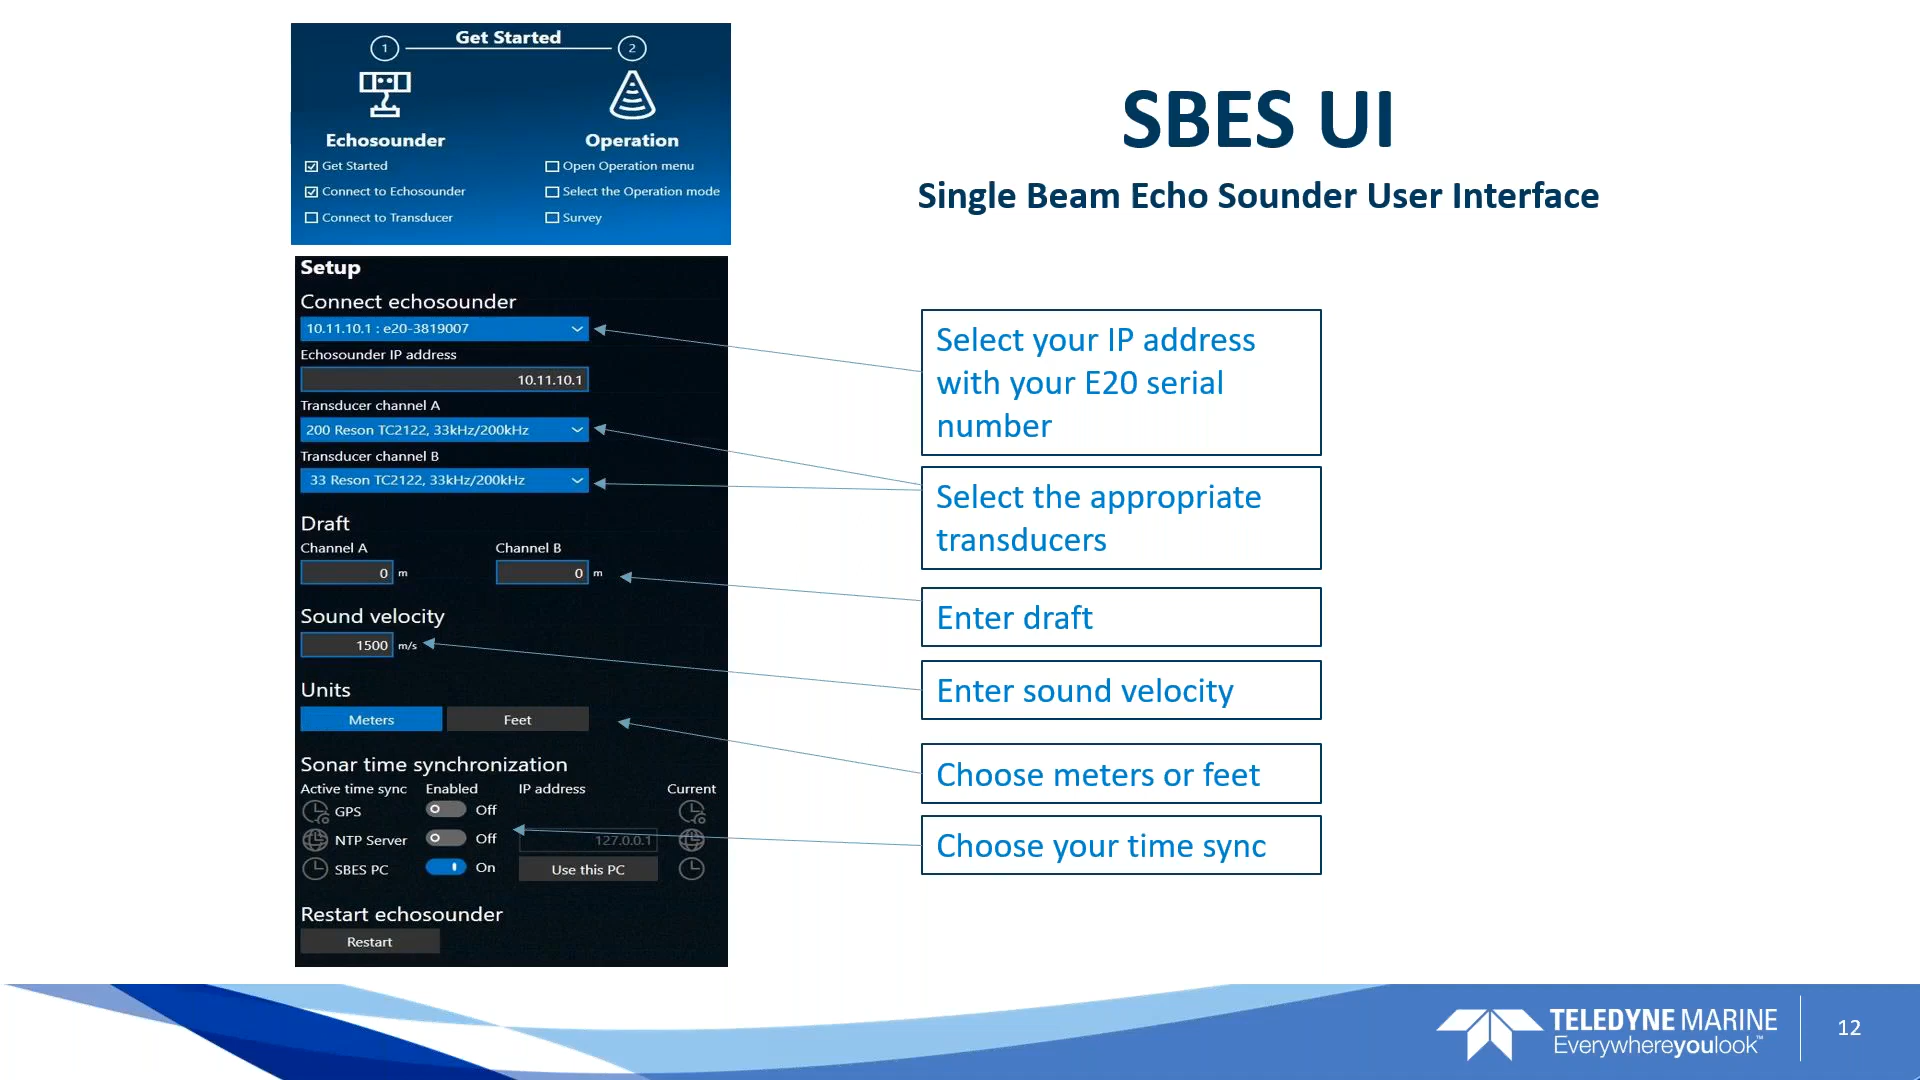 Get Started
1
2
Echosounder
Operation
Get Started
Connect to Echosounder
Connect to Transducer
Open Operation menu
Select the Operation mode
Survey
SBES UI
Single Beam Echo Sounder User Interface
Setup
Connect echosounder
10.11.10.1 : e20-3819007
Echosounder IP address
10.11.10.1
Transducer channel A
200 Reson TC2122, 33kHz/200kHz
Transducer channel B
33 Reson TC2122, 33kHz/200kHz
Draft
Channel A
Channel B
0 m
0 m
Sound velocity
1500 m/s
Units
Meters
Feet
Sonar time synchronization
Active time sync
Enabled
IP address
Current
GPS
Off
NTP Server
Off
127.0.0.1
SBES PC
On
Use this PC
Restart echosounder
Restart
Select your IP address
with your E20 serial
number
Select the appropriate
transducers
Enter draft
Enter sound velocity
Choose meters or feet
Choose your time sync
TELEDYNE MARINE
Everywhereyoulook™
12